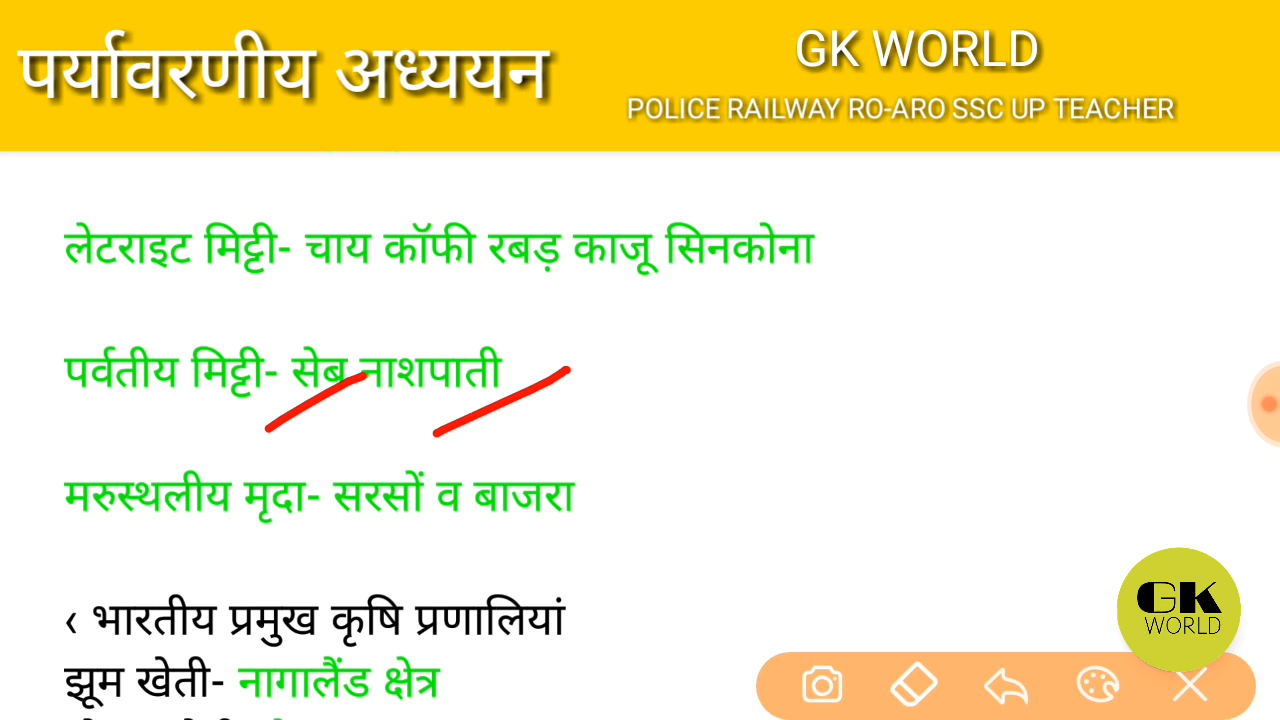 पर्यावरणीय अध्ययन
GK WORLD
POLICE RAILWAY RO-ARO SSC UP TEACHER
लेटराइट मिट्टी- चाय कॉफी रबड़ काजू सिनकोना
पर्वतीय मिट्टी- सेब नाशपाती
मरुस्थलीय मृदा- सरसों व बाजरा
‹ भारतीय प्रमुख कृषि प्रणालियां
झूम खेती- नागालैंड क्षेत्र
GK
WORLD